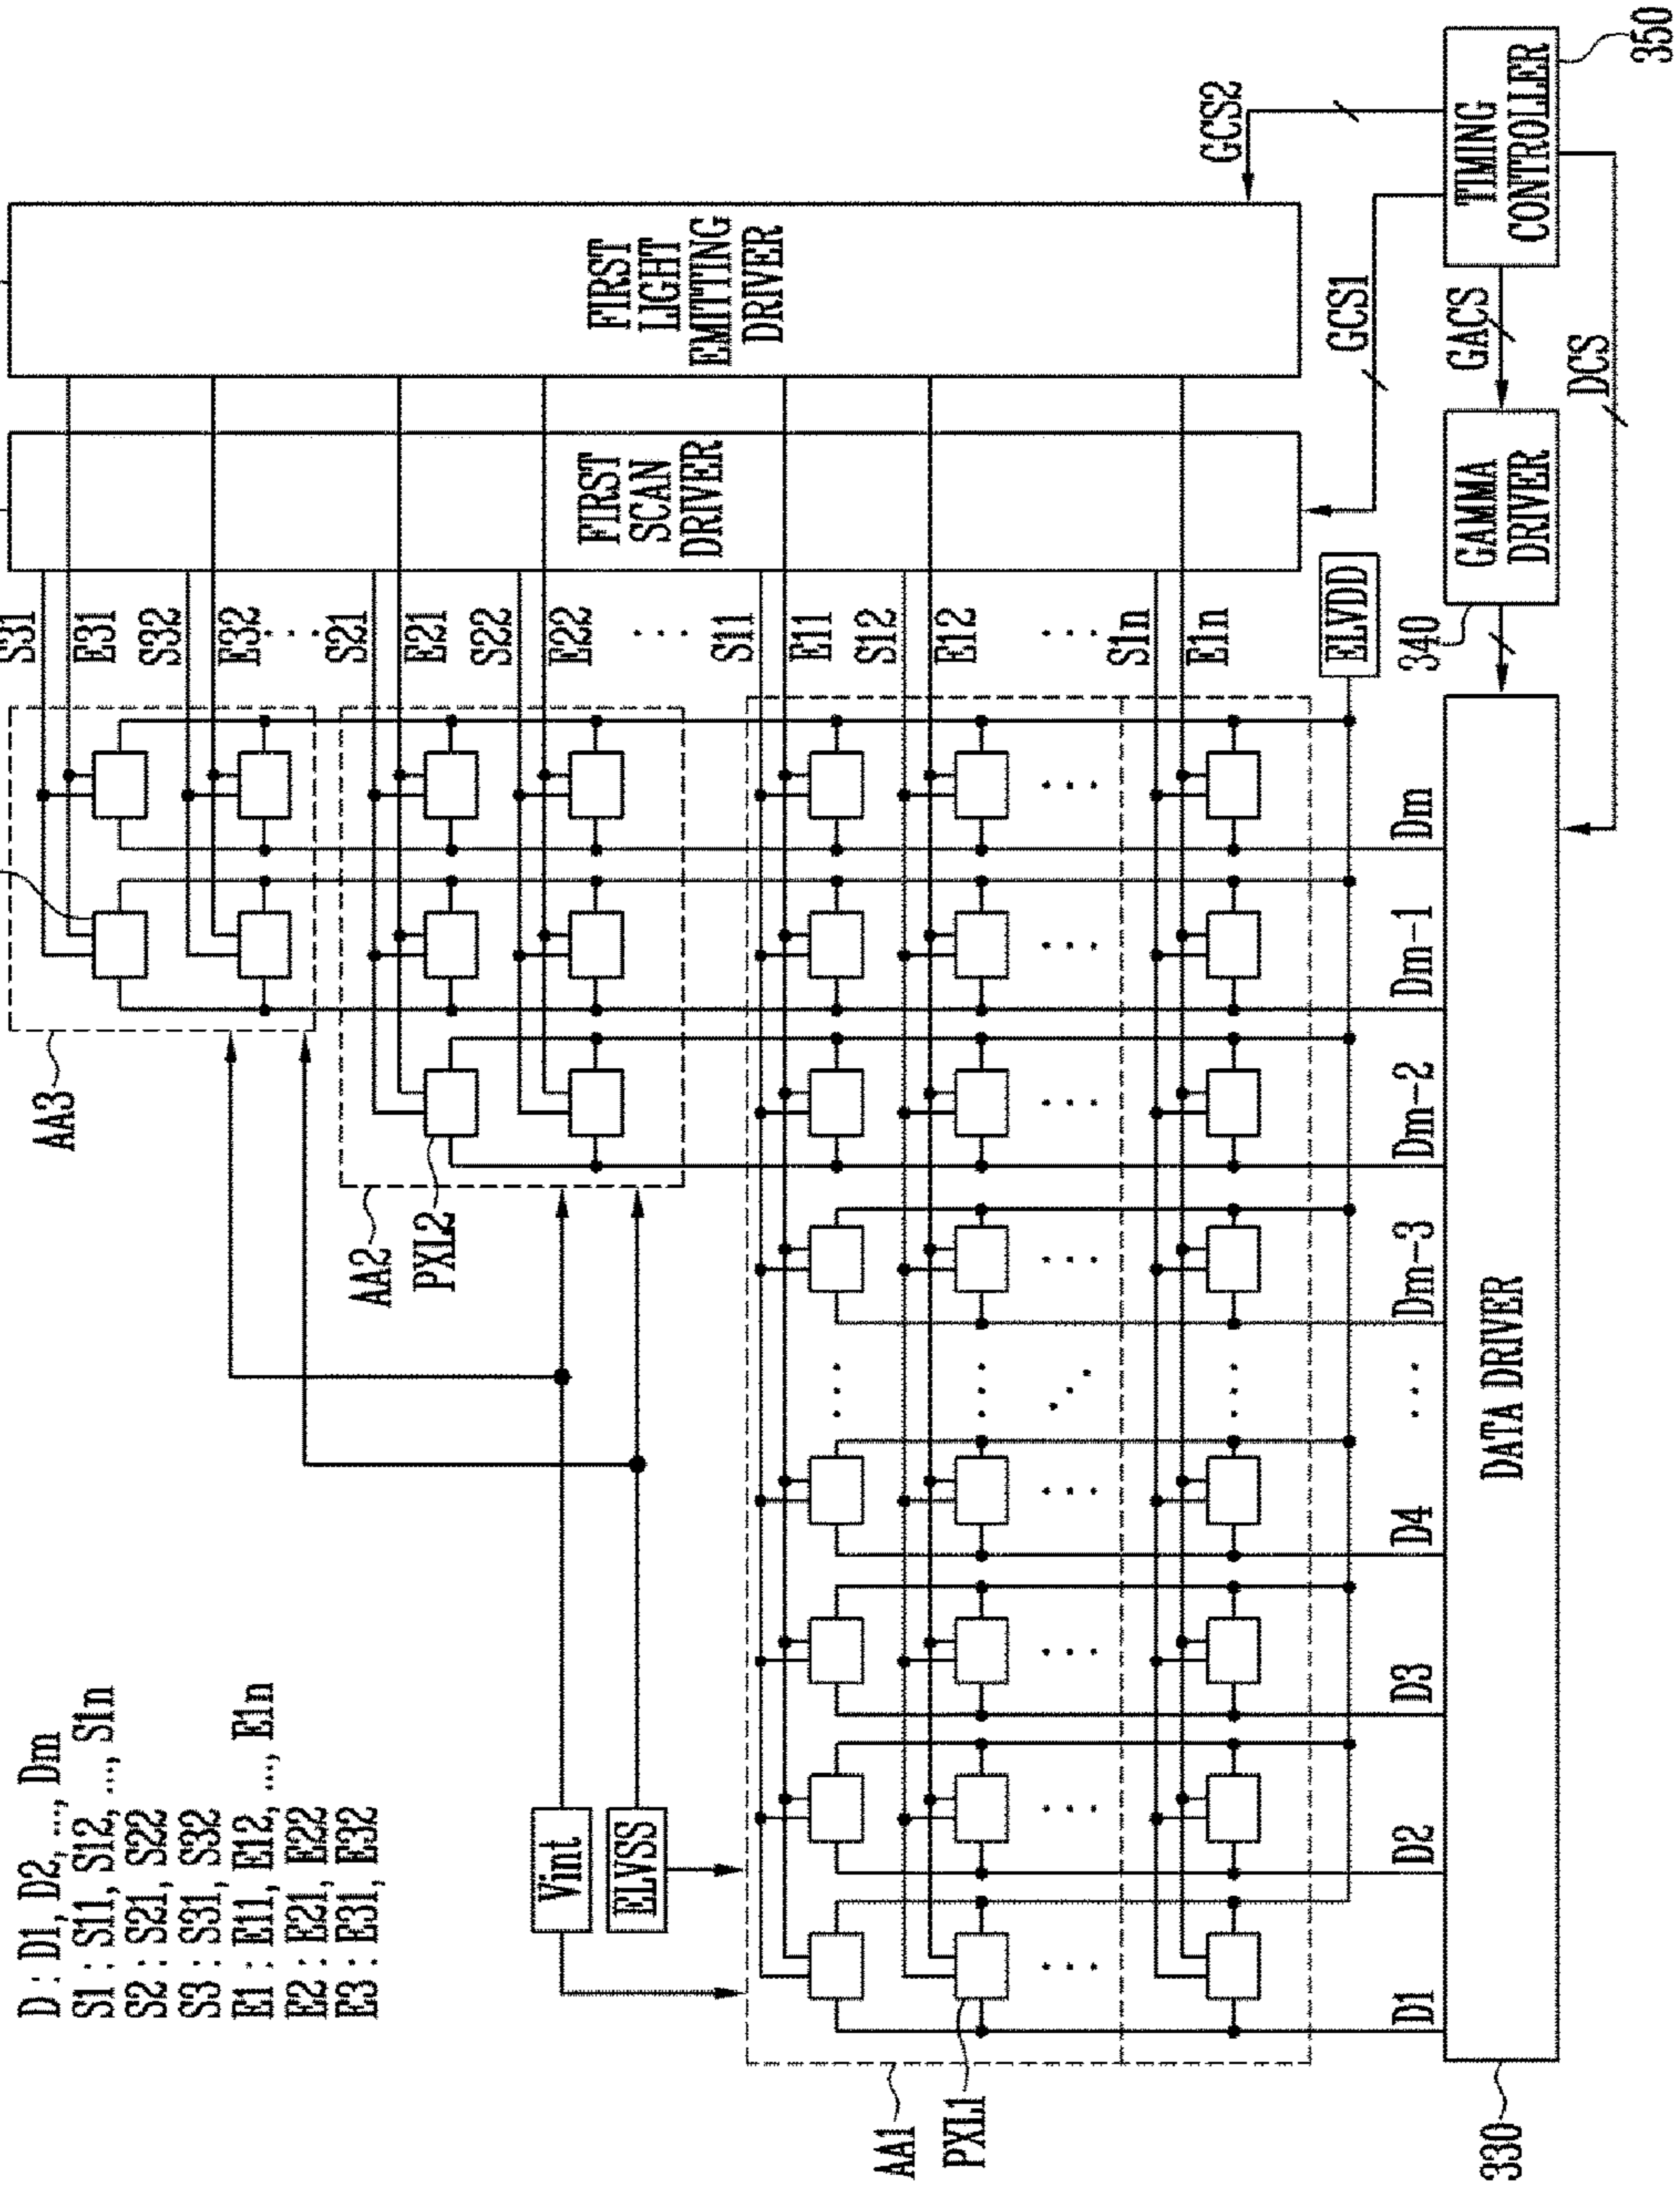 D : D1, D2, ..., Dm
S1 : S11, S12, ..., S1n
S2 : S21, S22
S3 : S31, S32
E1 : E11, E12, ..., E1n
E2 : E21, E22
E3 : E31, E32
AA3
S31
E31
S32
E32
...
AA2
PXL2
S21
E21
S22
E22
...
Vint
ELVSS
AA1
PXL1
S11
E11
S12
E12
...
S1n
E1n
ELVDD
FIRST
SCAN
DRIVER
FIRST
LIGHT
EMITTING
DRIVER
GCS2
GCS1
D1
D2
D3
D4
...
Dm-3
Dm-2
Dm-1
Dm
330
DATA DRIVER
340
GAMMA
DRIVER
GACS
DCS
TIMING
CONTROLLER
350